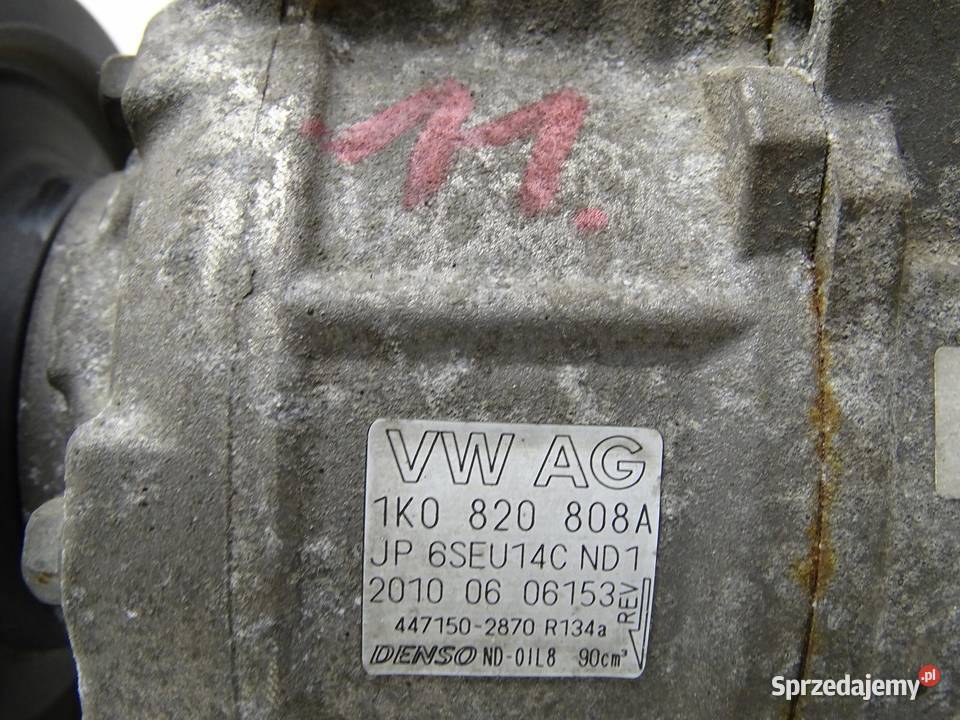 11.
VW AG
1K0 820 808A
JP 6SEU14C ND1
2010 06 06153
REV
447150-2870 R134a
DENSO ND-OIL8 90cm³
Sprzedajemy.pl